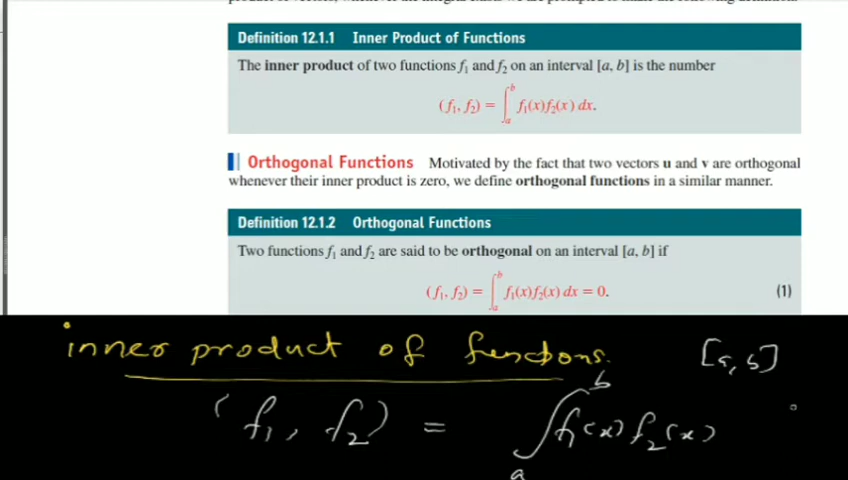 Definition 12.1.1 Inner Product of Functions
The inner product of two functions f₁ and f₂ on an interval [a, b] is the number
(f₁, f₂) = ∫ₐᵇ f₁(x)f₂(x) dx.
Orthogonal Functions Motivated by the fact that two vectors u and v are orthogonal
whenever their inner product is zero, we define orthogonal functions in a similar manner.
Definition 12.1.2 Orthogonal Functions
Two functions f₁ and f₂ are said to be orthogonal on an interval [a, b] if
(f₁, f₂) = ∫ₐᵇ f₁(x)f₂(x) dx = 0. (1)
inner product of functions. [a, b]
(f₁, f₂) = ∫ₐᵇ f₁(x) f₂(x)